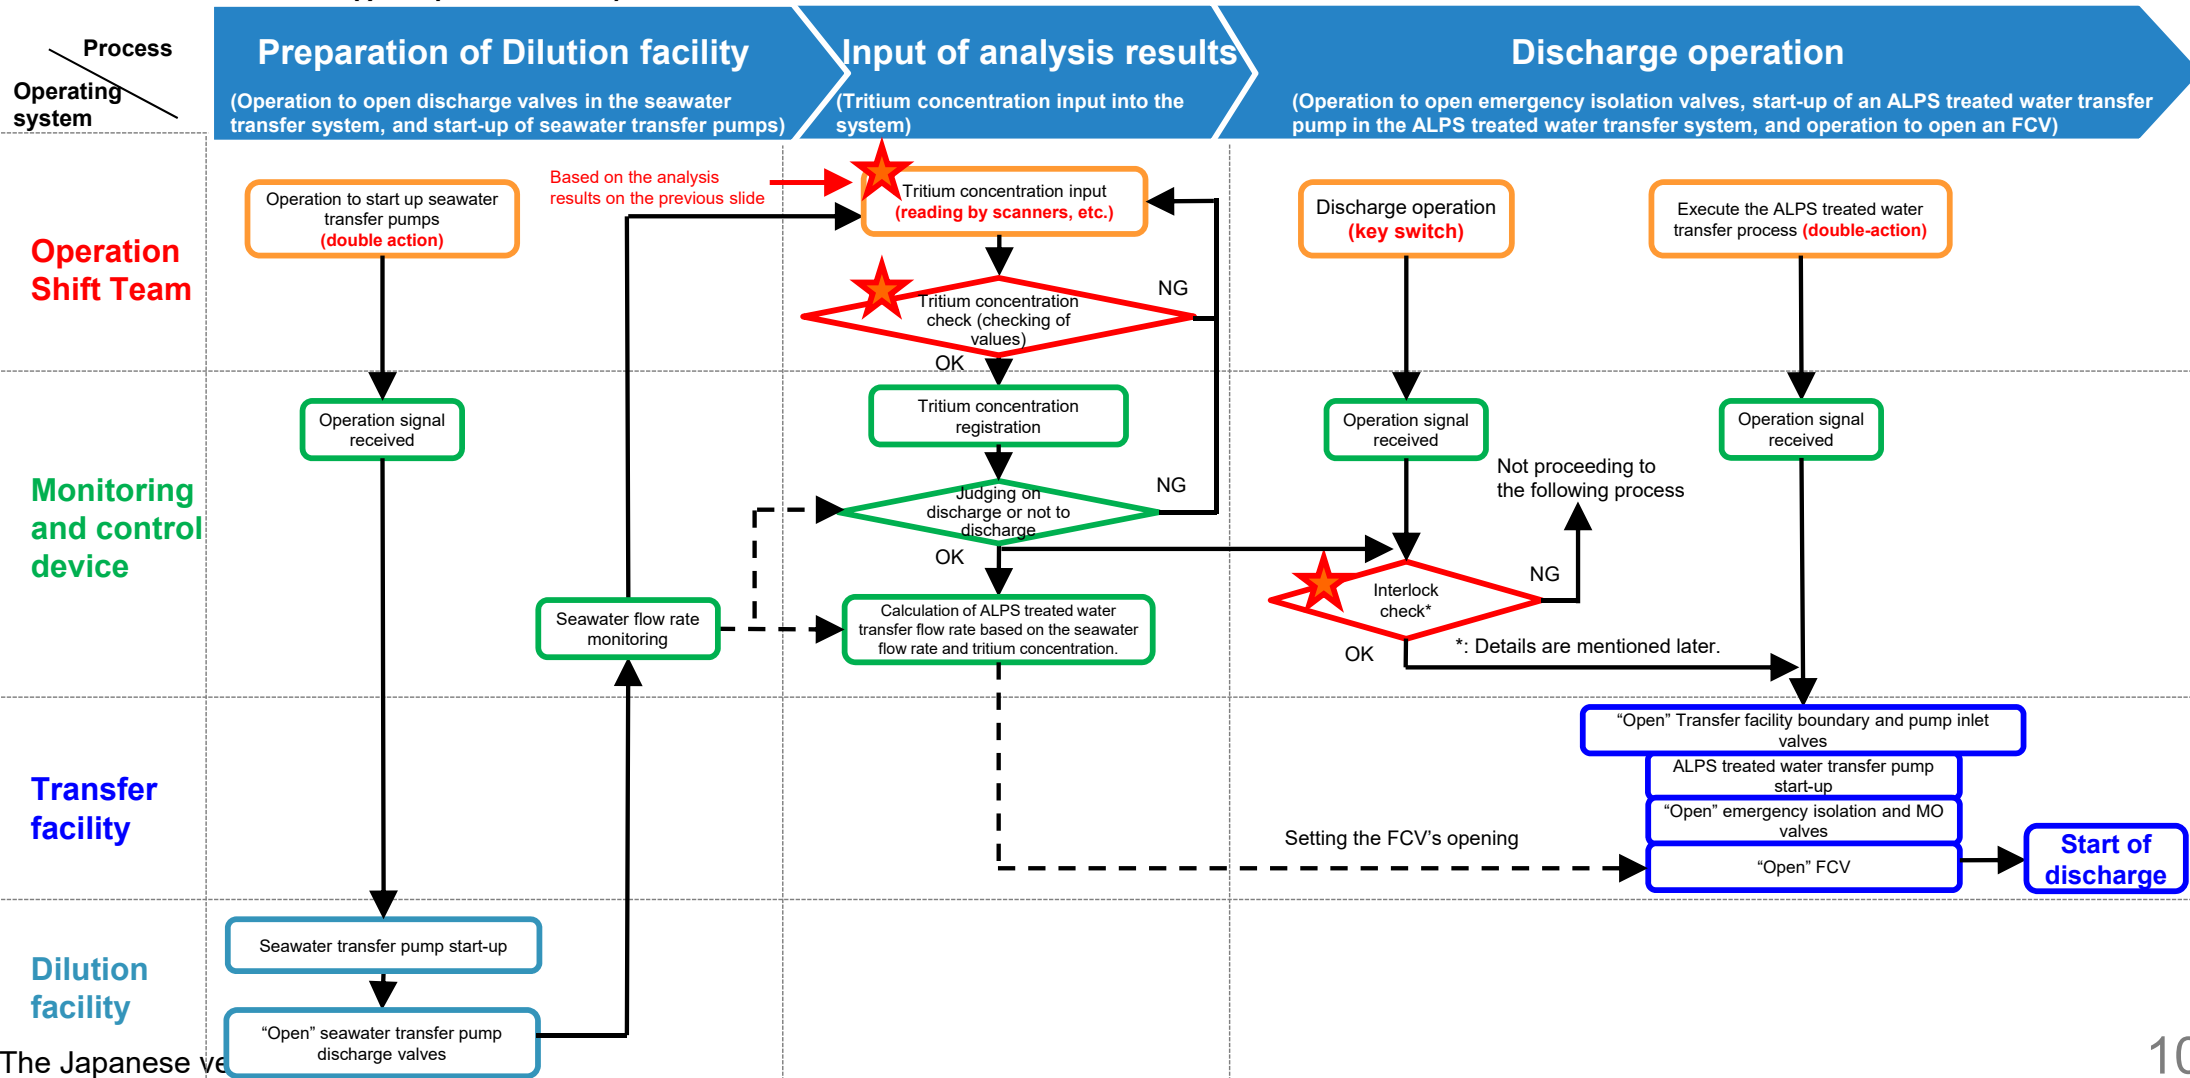 Process
Operating
system
Preparation of Dilution facility
(Operation to open discharge valves in the seawater
transfer system, and start-up of seawater transfer pumps)
Input of analysis results
(Tritium concentration input into the
system)
Discharge operation
(Operation to open emergency isolation valves, start-up of an ALPS treated water transfer
pump in the ALPS treated water transfer system, and operation to open an FCV)
Operation
Shift Team
Operation to start up seawater
transfer pumps
(double action)
Based on the analysis
results on the previous slide
Tritium concentration input
(reading by scanners, etc.)
Tritium concentration
check (checking of
values)
NG
OK
Discharge operation
(key switch)
Execute the ALPS treated water
transfer process (double-action)
Monitoring
and control
device
Operation signal
received
Seawater flow rate
monitoring
Tritium concentration
registration
Judging on
discharge or not to
discharge
NG
OK
Calculation of ALPS treated water
transfer flow rate based on the seawater
flow rate and tritium concentration.
Operation signal
received
Not proceeding to
the following process
Interlock
check*
NG
OK
*: Details are mentioned later.
Operation signal
received
Transfer
facility
Setting the FCV’s opening
“Open” Transfer facility boundary and pump inlet
valves
ALPS treated water transfer pump
start-up
“Open” emergency isolation and MO
valves
“Open” FCV
Start of
discharge
Dilution
facility
Seawater transfer pump start-up
“Open” seawater transfer pump
discharge valves
The Japanese
10